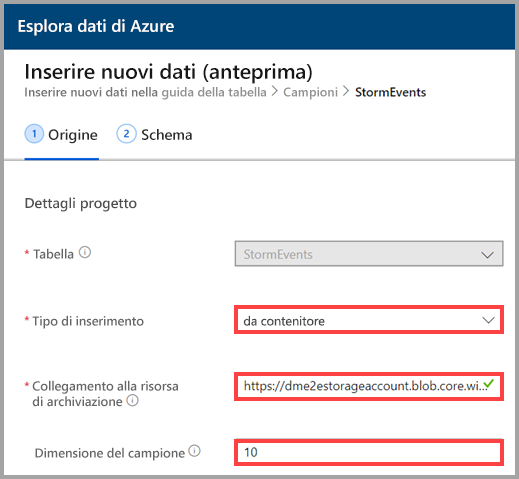 Esplora dati di Azure
Inserire nuovi dati (anteprima)
Inserire nuovi dati nella guida della tabella > Campioni > StormEvents
1 Origine 2 Schema
Dettagli progetto
* Tabella StormEvents
* Tipo di inserimento da contenitore
* Collegamento alla risorsa https://dme2estorageaccount.blob.core.wi...
di archiviazione
Dimensione del campione 10